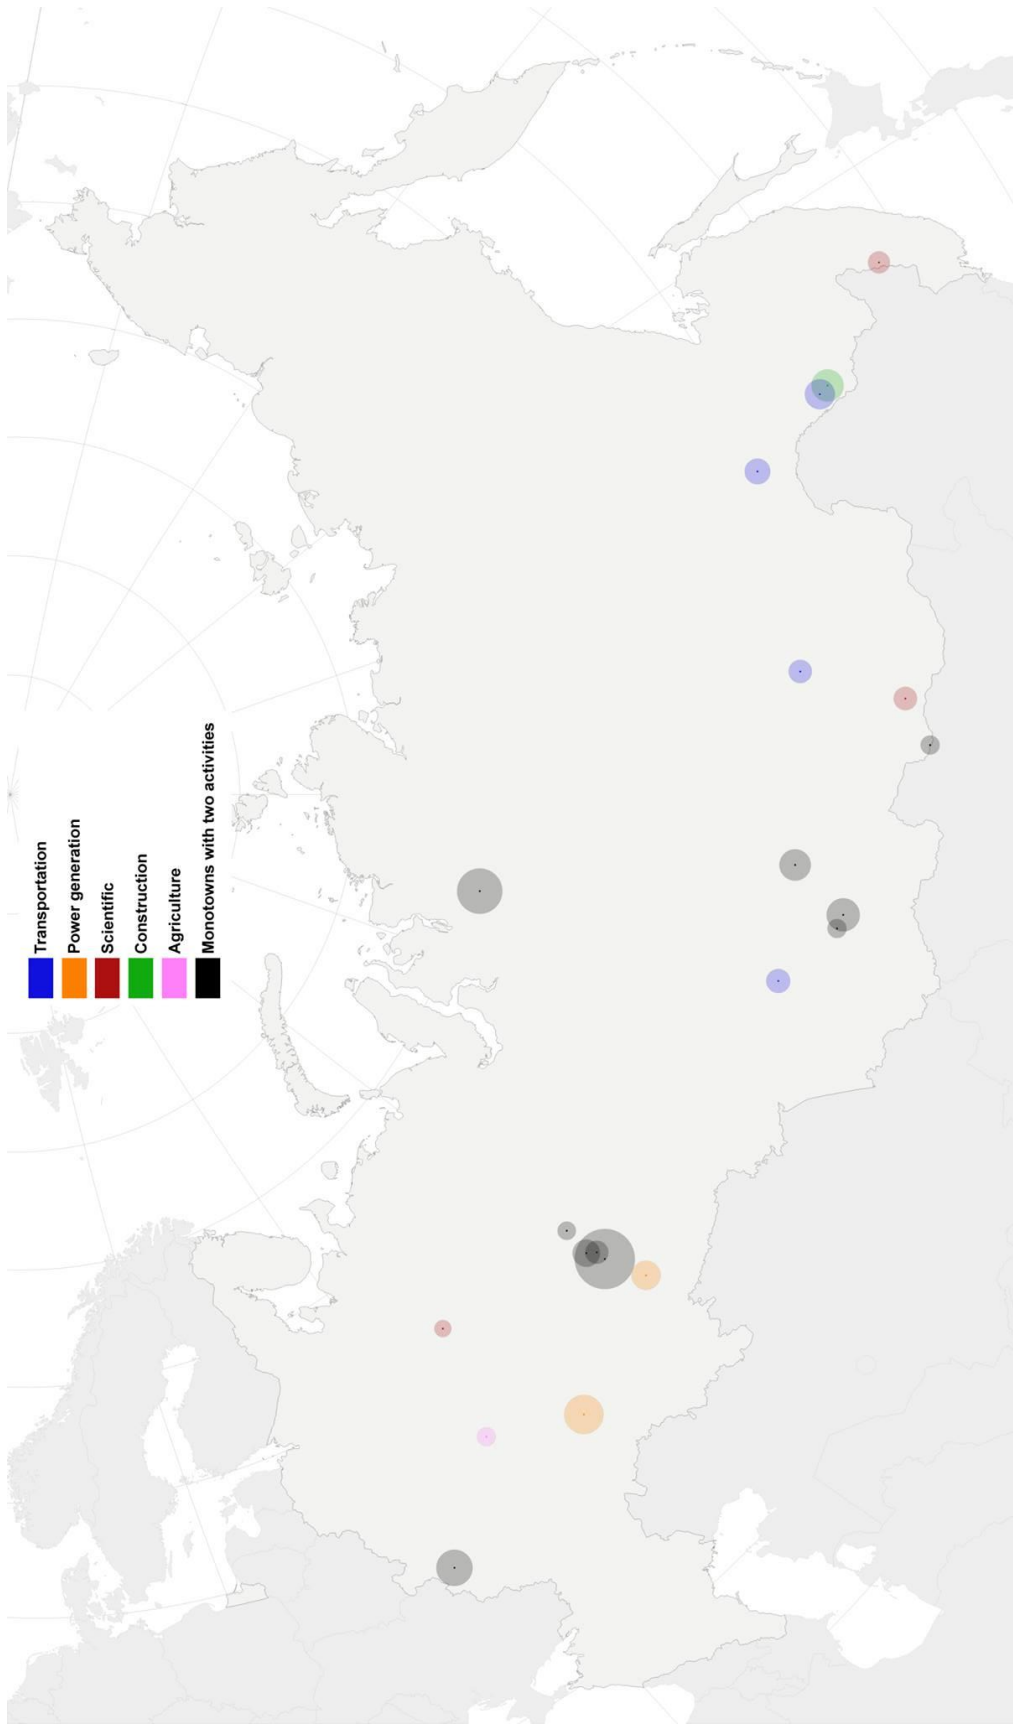 Transportation
Power generation
Scientific
Construction
Agriculture
Monotowns with two activities